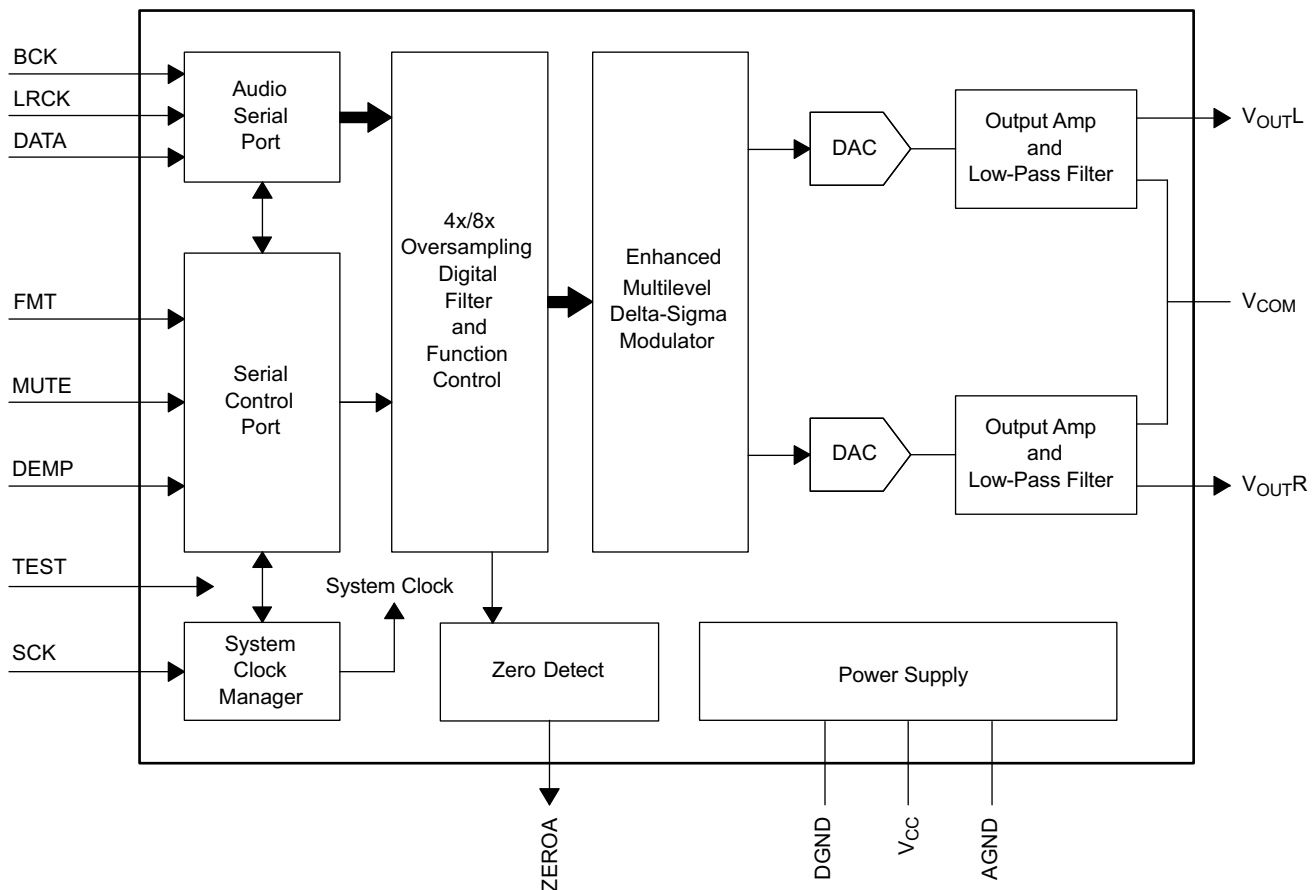 BCK
LRCK
DATA
Audio
Serial
Port
FMT
MUTE
DEMP
Serial
Control
Port
TEST
SCK
System
Clock
Manager
System Clock
4x/8x
Oversampling
Digital
Filter
and
Function
Control
Enhanced
Multilevel
Delta-Sigma
Modulator
DAC
Output Amp
and
Low-Pass Filter
VOUTL
VCOM
DAC
Output Amp
and
Low-Pass Filter
VOUTR
Zero Detect
Power Supply
ZEROA
DGND
VCC
AGND